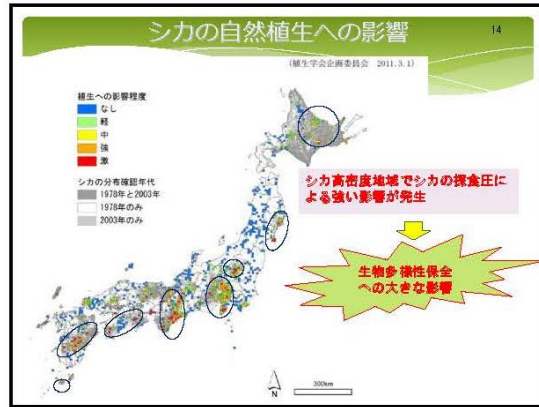 シカの自然植生への影響
14
(植生学会企画委員会 2011.3.1)
植生への影響程度
なし
軽
中
強
激
シカの分布確認年代
1978年と2003年
1978年のみ
2003年のみ
シカ高密度地域でシカの採食圧に
よる強い影響が発生
生物多様性保全
への大きな影響
N
300km